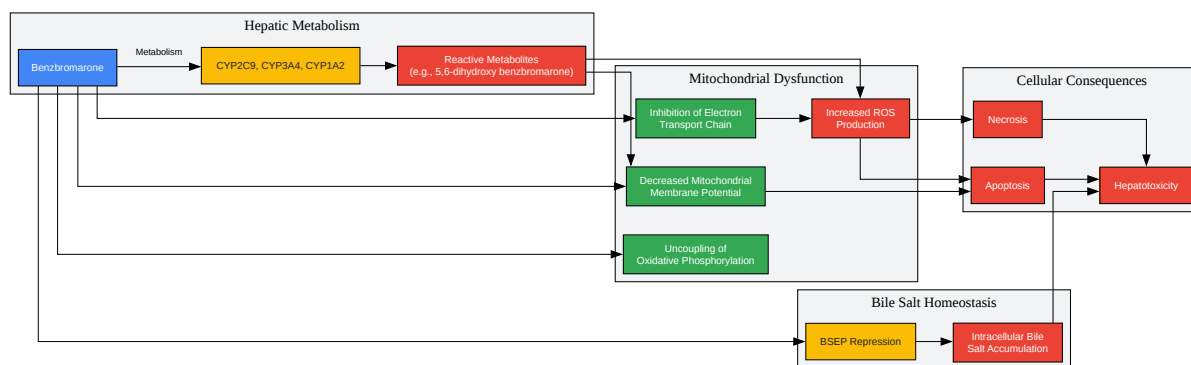 Hepatic Metabolism
Benzbromarone
Metabolism
CYP2C9, CYP3A4, CYP1A2
Reactive Metabolites
(e.g., 5,6-dihydroxy benzbromarone)
Mitochondrial Dysfunction
Inhibition of Electron
Transport Chain
Increased ROS
Production
Decreased Mitochondrial
Membrane Potential
Uncoupling of
Oxidative Phosphorylation
Cellular Consequences
Necrosis
Apoptosis
Hepatotoxicity
Bile Salt Homeostasis
BSEP Repression
Intracellular Bile
Salt Accumulation